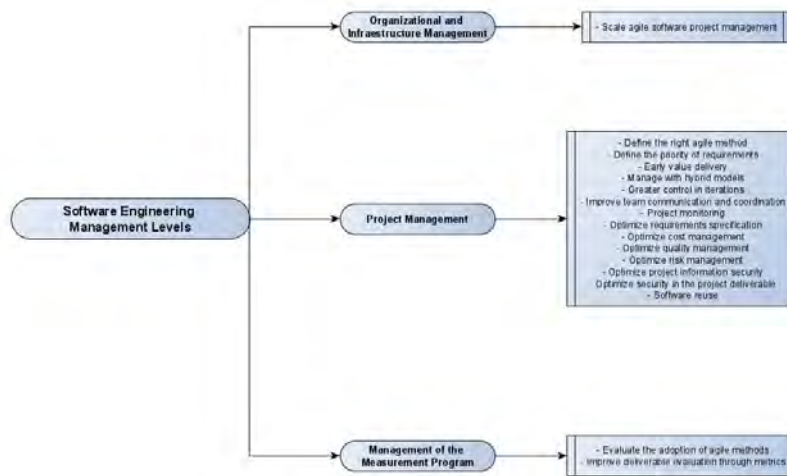 Organizational and
Infraestructure Management
- Scale agile software project management
Software Engineering
Management Levels
Project Management
- Define the right agile method
- Define the priority of requirements
- Early value delivery
- Manage with hybrid models
- Greater control in iterations
- Improve team communication and coordination
- Project monitoring
- Optimize requirements specification
- Optimize cost management
- Optimize quality management
- Optimize risk management
- Optimize project information security
Optimize security in the project deliverable
- Software reuse
Management of the
Measurement Program
- Evaluate the adoption of agile methods
- Improve deliverable evaluation through metrics